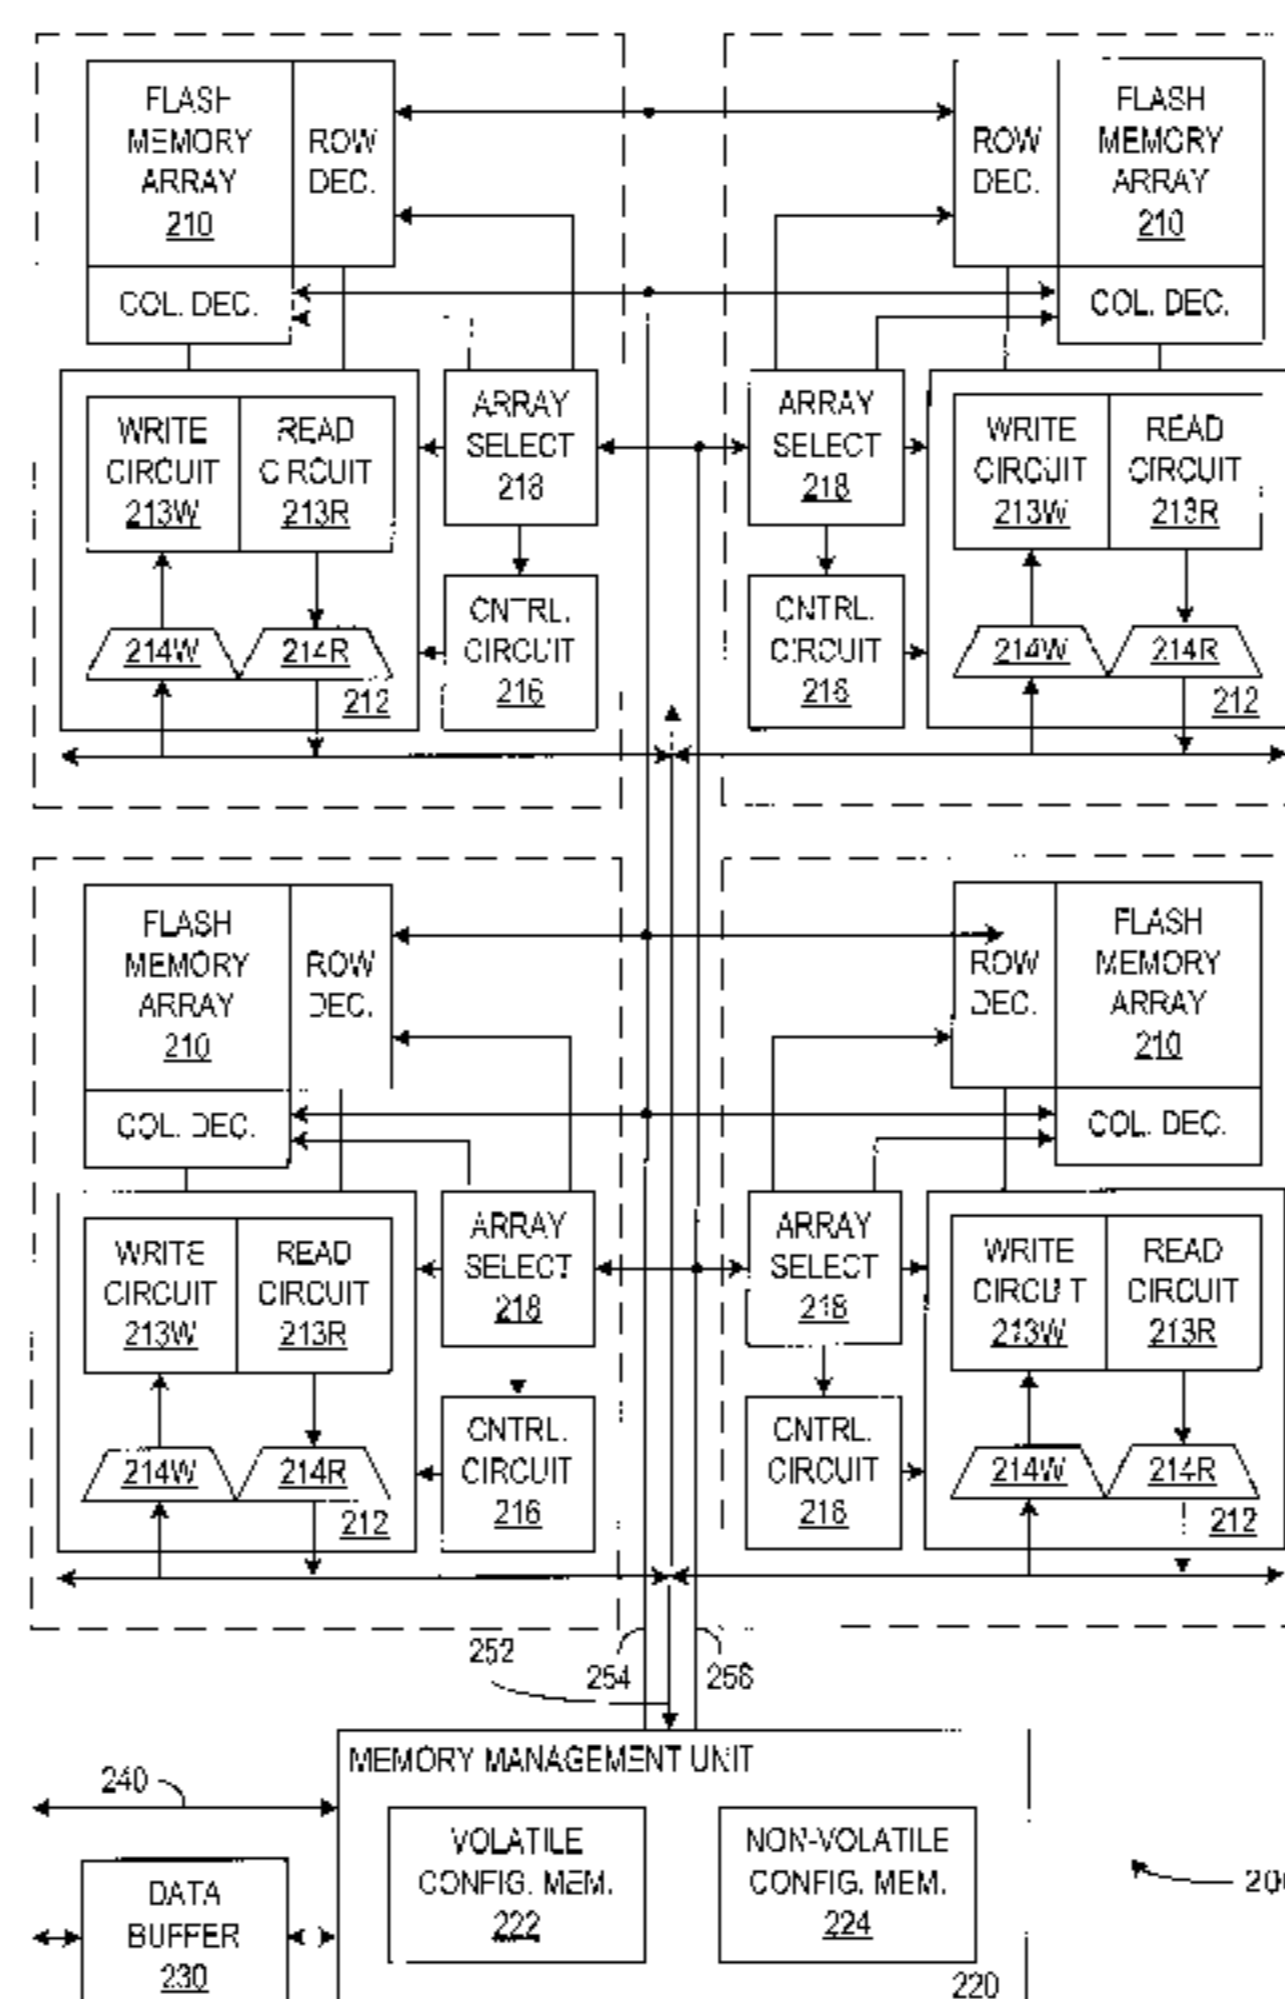 FLASH
MEMORY
ARRAY
210
ROW
DEC.
COL. DEC.
WRITE
CIRCUIT
213W
READ
CIRCUIT
213R
214W
214R
212
ARRAY
SELECT
218
CNTRL.
CIRCUIT
216
ROW
DEC.
FLASH
MEMORY
ARRAY
210
COL. DEC.
ARRAY
SELECT
218
CNTRL.
CIRCUIT
216
WRITE
CIRCUIT
213W
READ
CIRCUIT
213R
214W
214R
212
FLASH
MEMORY
ARRAY
210
ROW
DEC.
COL. DEC.
WRITE
CIRCUIT
213W
READ
CIRCUIT
213R
214W
214R
212
ARRAY
SELECT
218
CNTRL.
CIRCUIT
216
ROW
DEC.
FLASH
MEMORY
ARRAY
210
COL. DEC.
ARRAY
SELECT
218
CNTRL.
CIRCUIT
216
WRITE
CIRCUIT
213W
READ
CIRCUIT
213R
214W
214R
212
252
254
MEMORY MANAGEMENT UNIT
240
VOLATILE
CONFIG. MEM.
222
NON-VOLATILE
CONFIG. MEM.
224
DATA
BUFFER
230
220